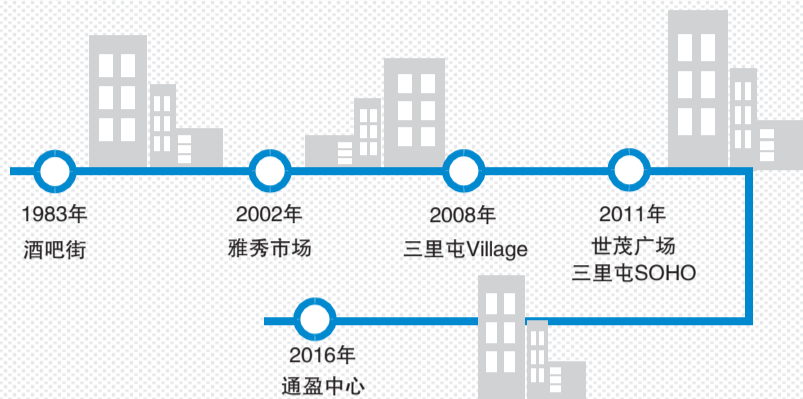 1983年
酒吧街
2002年
雅秀市场
2008年
三里屯Village
2011年
世茂广场
三里屯SOHO
2016年
通盈中心